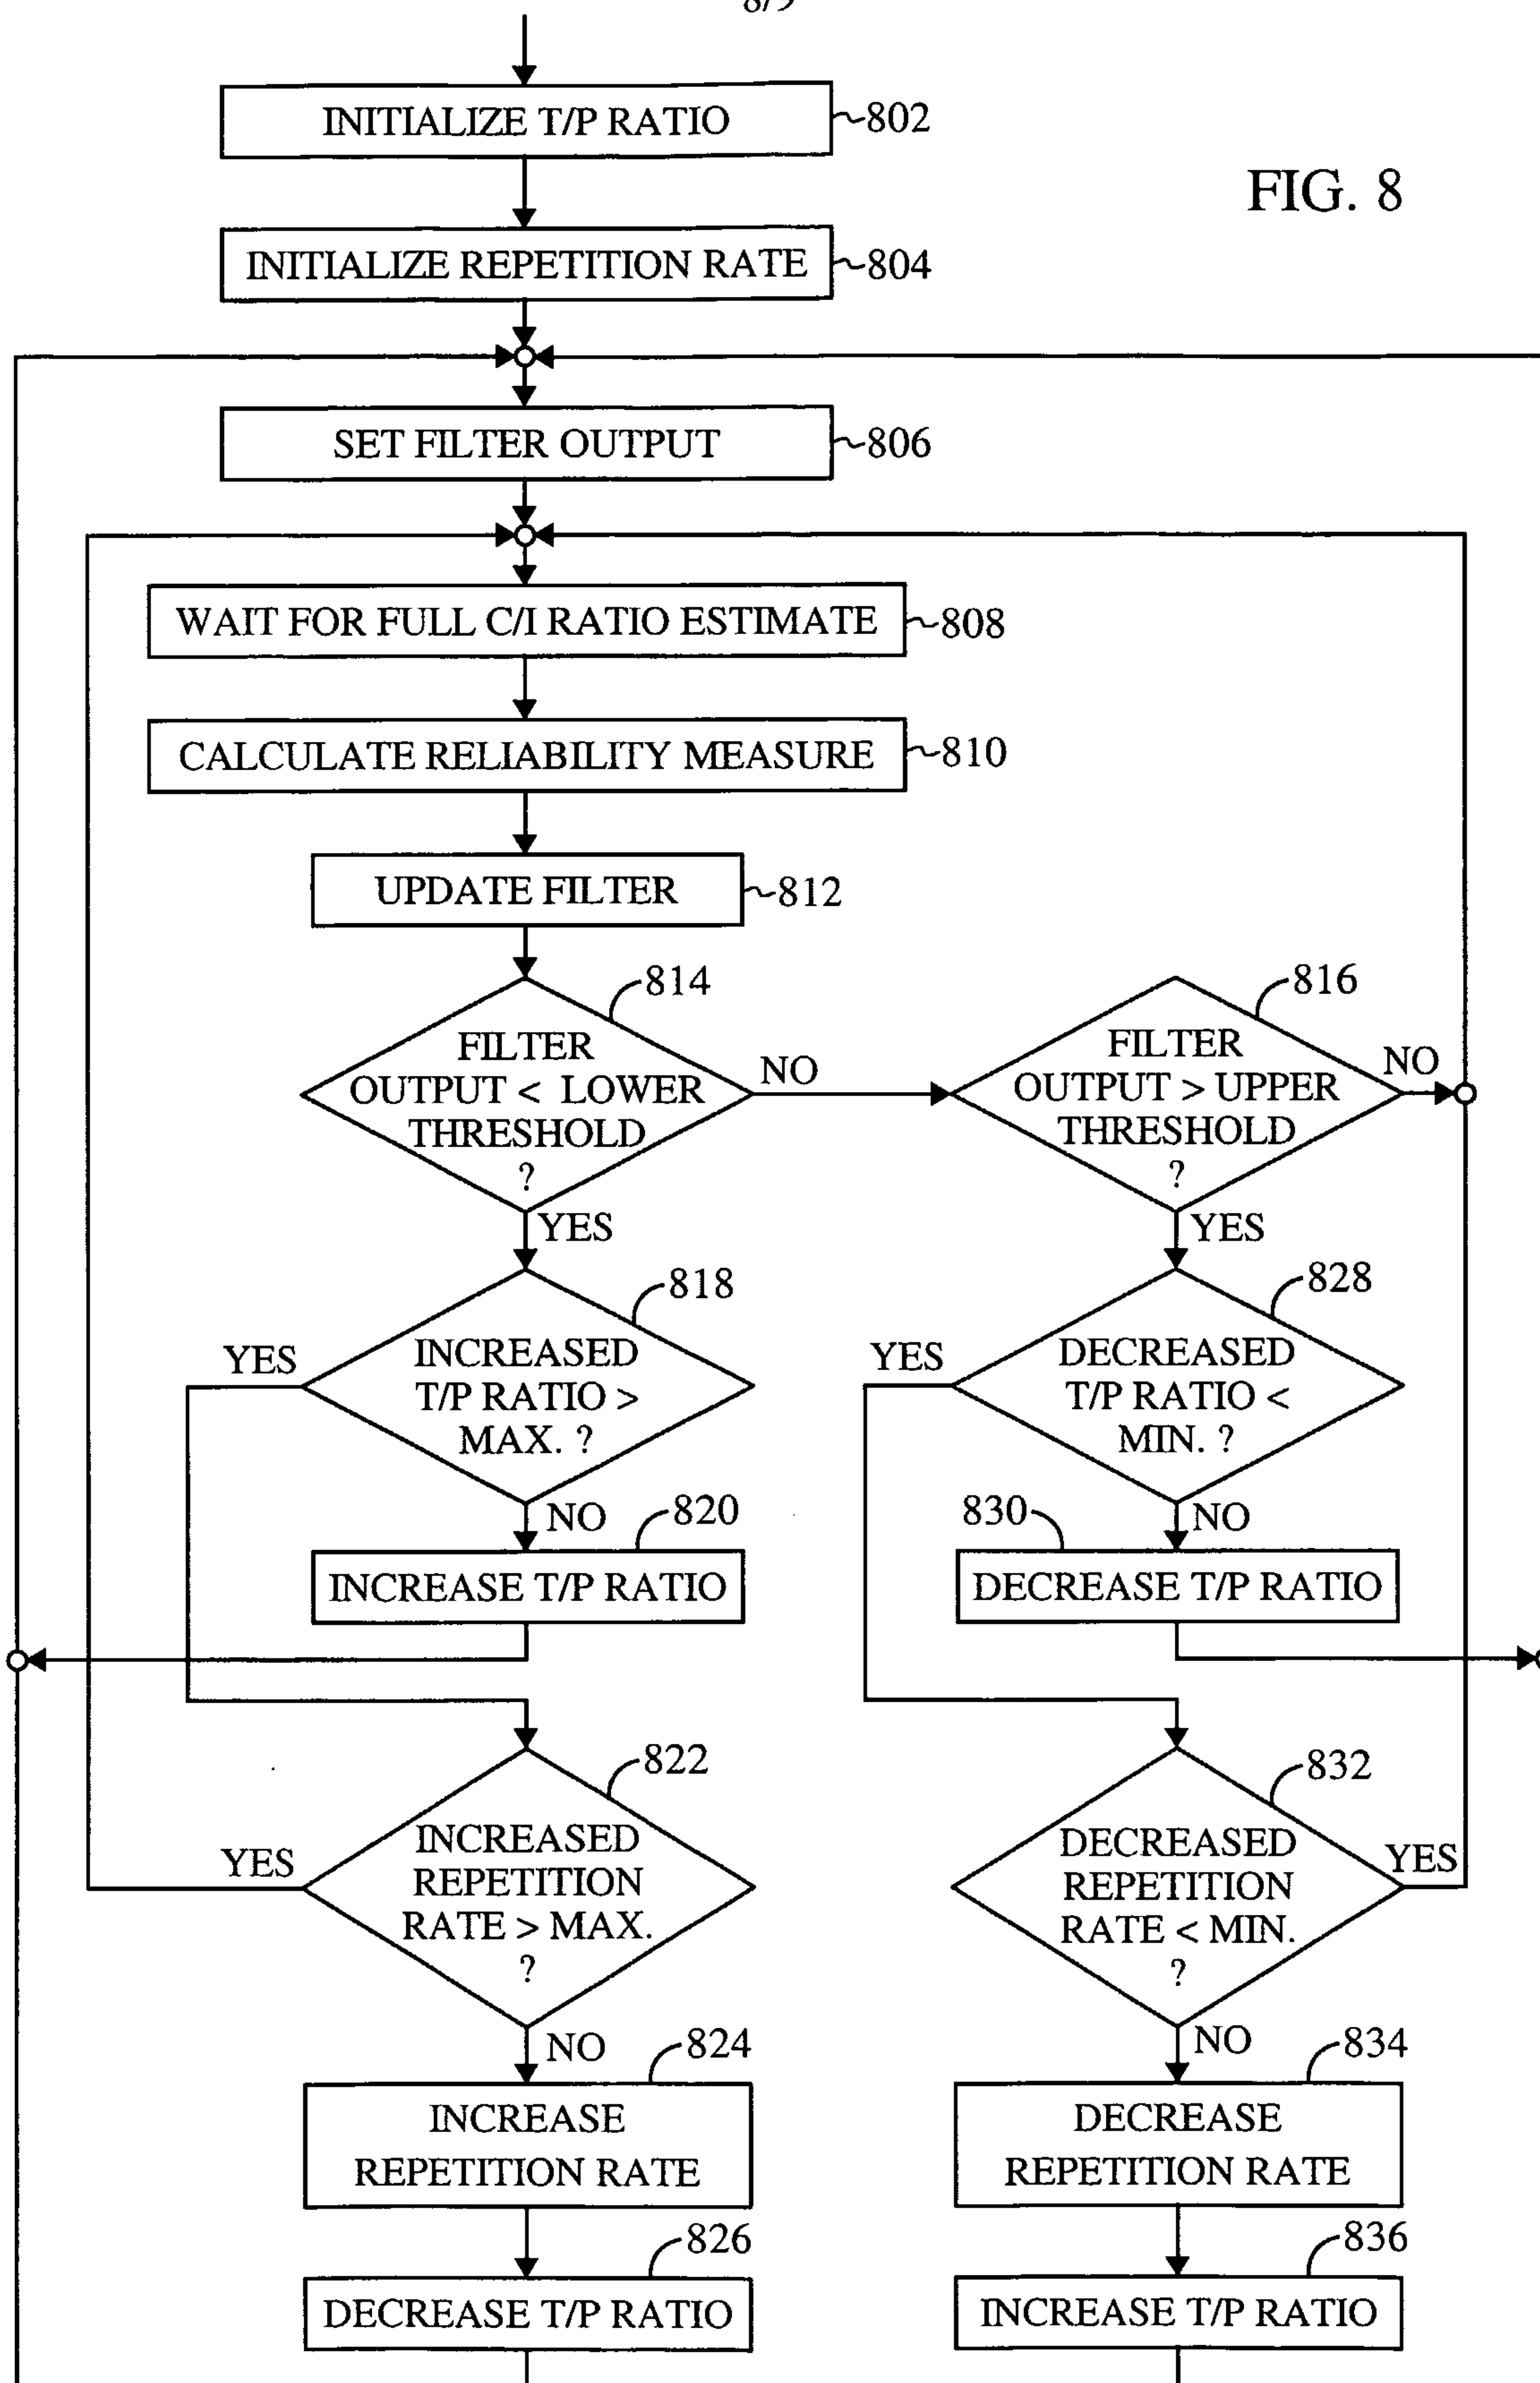 8/9
INITIALIZE T/P RATIO
802
FIG. 8
INITIALIZE REPETITION RATE
804
SET FILTER OUTPUT
806
WAIT FOR FULL C/I RATIO ESTIMATE
808
CALCULATE RELIABILITY MEASURE
810
UPDATE FILTER
812
814
FILTER
OUTPUT < LOWER
THRESHOLD
?
NO
YES
816
FILTER
OUTPUT > UPPER
THRESHOLD
?
NO
YES
818
INCREASED
T/P RATIO >
MAX. ?
YES
NO
828
DECREASED
T/P RATIO <
MIN. ?
YES
NO
820
INCREASE T/P RATIO
830
DECREASE T/P RATIO
822
INCREASED
REPETITION
RATE > MAX.
?
YES
NO
832
DECREASED
REPETITION
RATE < MIN.
?
YES
NO
824
INCREASE
REPETITION RATE
834
DECREASE
REPETITION RATE
826
DECREASE T/P RATIO
836
INCREASE T/P RATIO